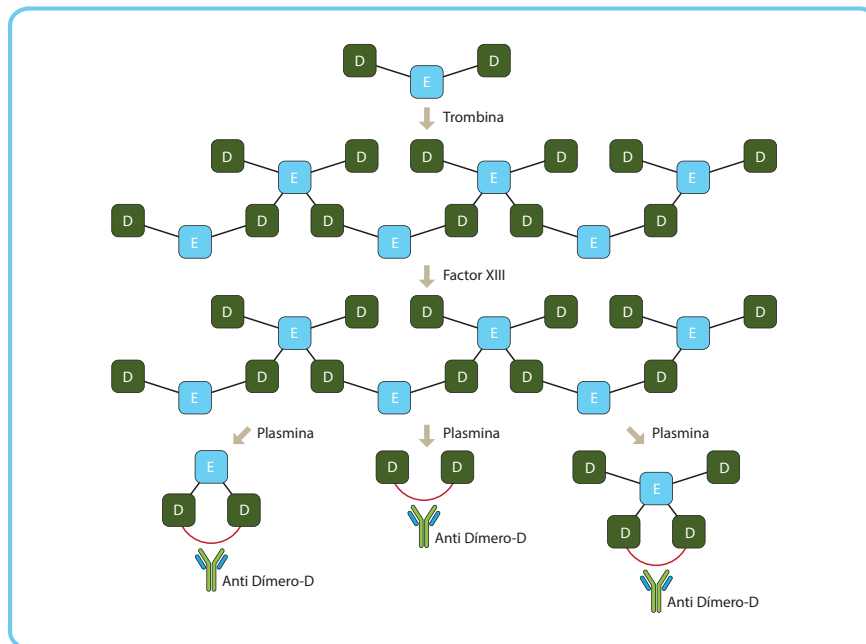 D D
E
Trombina
D D D D D D
E E E
D D D D D D
E E E
Factor XIII
D D D D D D
E E E
D D D D D D
E E E
Plasmina Plasmina Plasmina
E D D D D
E
D D D D
Anti Dímero-D
Anti Dímero-D
Anti Dímero-D